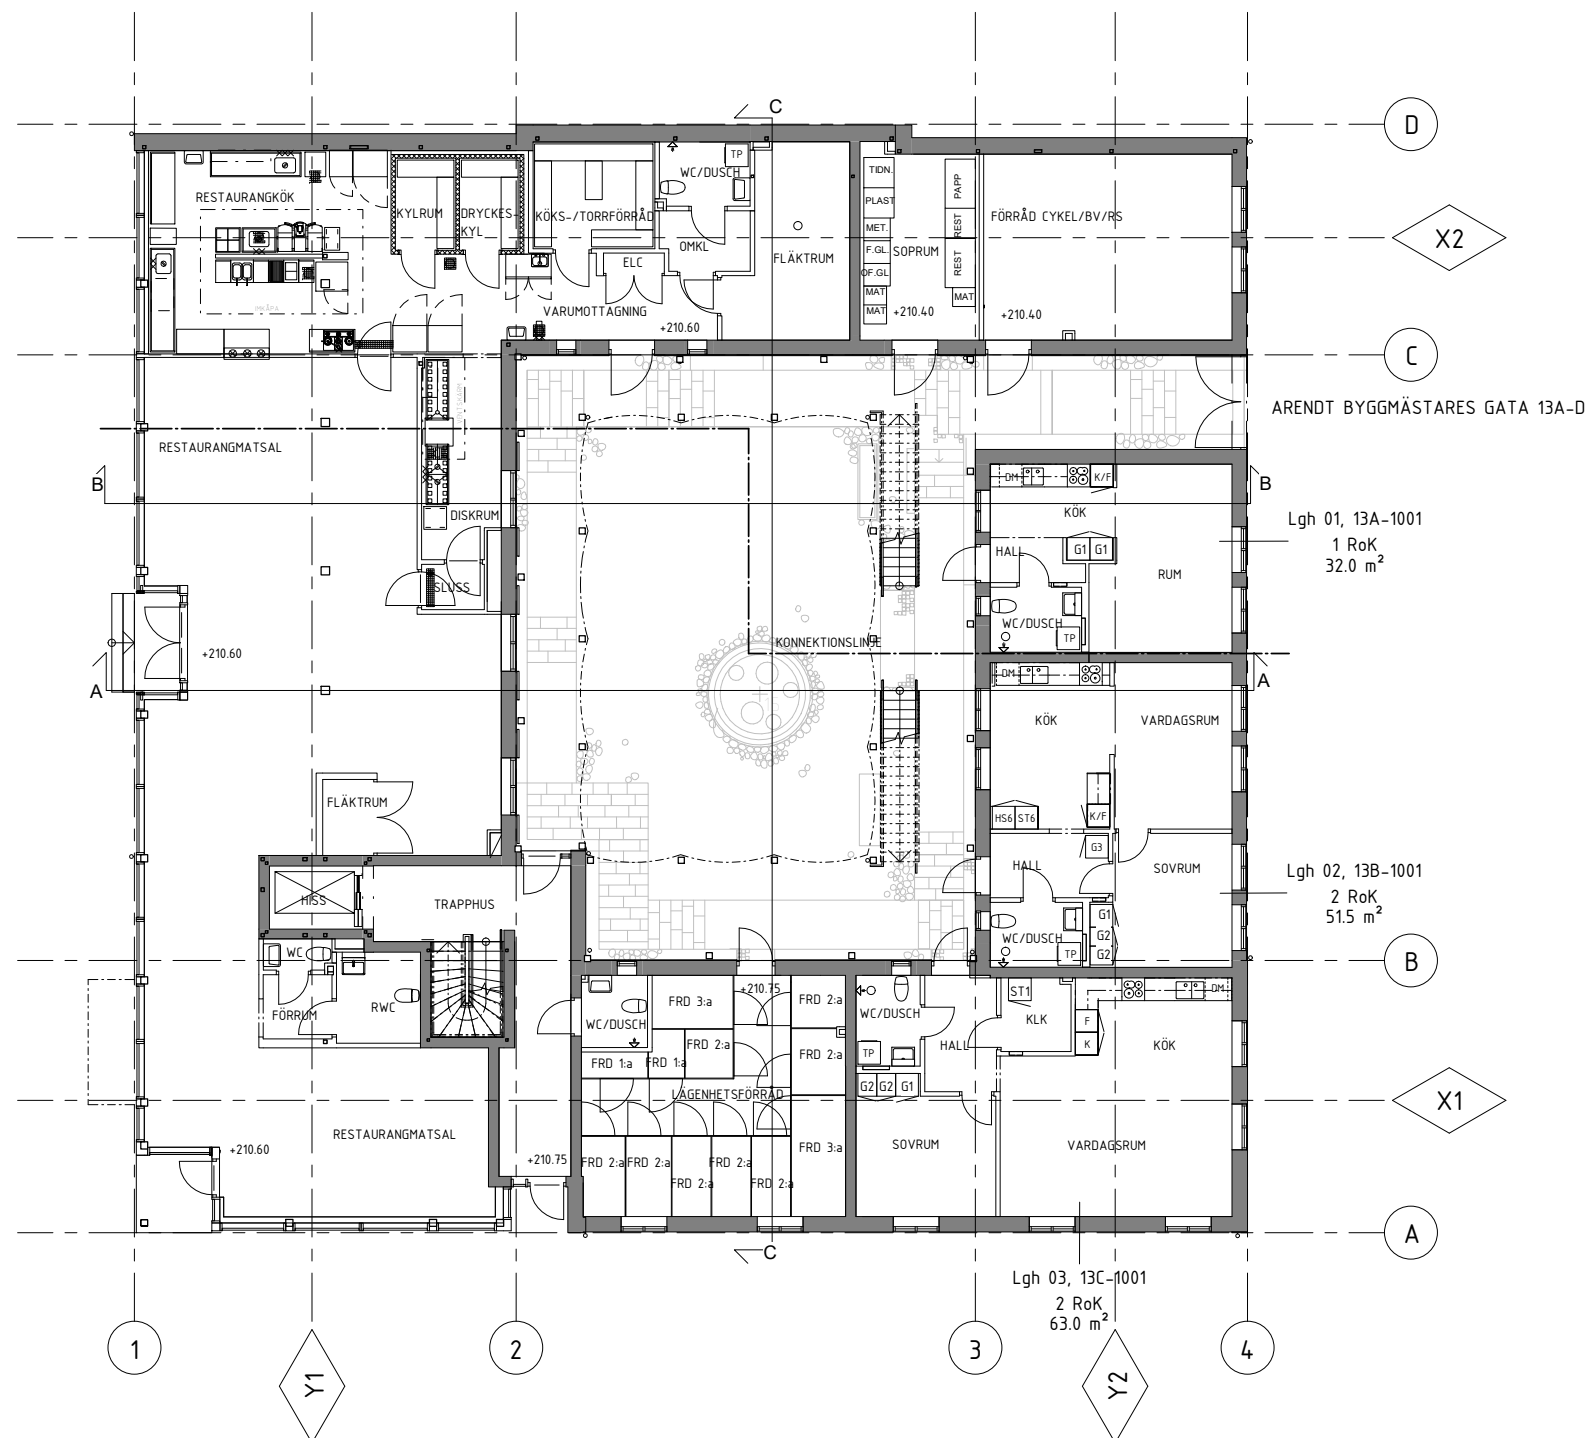 C
D
TP
WC/DUSCH
TIDN.
PAPP
RESTAURANGKÖK
PLAST
KYLRUM
DRYCKES-
KYL
KÖKS-/TORRFÖRRÅD
REST
FÖRRÅD CYKEL/BV/RS
MET.
X2
OMKL
F.GL.
SOPRUM
ELC
FLÄKTRUM
REST
OF.GL
MAT
MAT
IMKÅPA
VARUMOTTAGNING
MAT
+210.40
+210.40
+210.60
C
ARENDT BYGGMÄSTARES GATA 13A-D
RESTAURANGMATSAL
B
DM
K/F
B
DISKRUM
KÖK
Lgh 01, 13A-1001
1 RoK
32.0 m²
HALL
G1
G1
RUM
SLUSS
WC/DUSCH
TP
KONNEKTIONSLINJE
+210.60
A
DM
A
KÖK
VARDAGSRUM
FLÄKTRUM
HS6
ST6
K/F
G3
HALL
SOVRUM
Lgh 02, 13B-1001
2 RoK
51.5 m²
HISS
TRAPPHUS
G1
G2
G2
WC/DUSCH
TP
WC
B
FÖRRUM
RWC
FRD 3:a
+210.75
FRD 2:a
ST1
DM
WC/DUSCH
WC/DUSCH
KLK
F
K
FRD 2:a
FRD 2:a
TP
HALL
KÖK
FRD 1:a
FRD 1:a
G2
G2
G1
LÄGENHETSFÖRRÅD
X1
RESTAURANGMATSAL
+210.60
+210.75
FRD 2:a
FRD 2:a
FRD 2:a
FRD 2:a
FRD 2:a
FRD 3:a
SOVRUM
VARDAGSRUM
A
C
Lgh 03, 13C-1001
2 RoK
63.0 m²
1
2
3
4
Y1
Y2